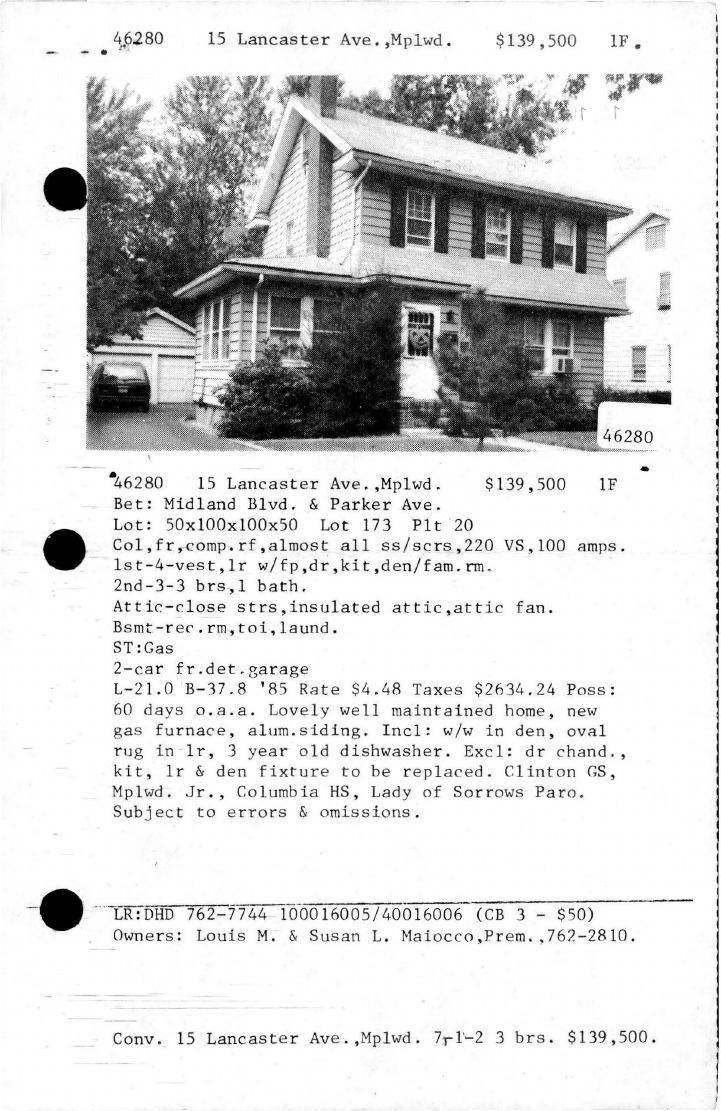 46280 15 Lancaster Ave.,Mplwd. $139,500 1F
46280
46280 15 Lancaster Ave.,Mplwd. $139,500 1F
Bet: Midland Blvd. & Parker Ave.
Lot: 50x100x100x50 Lot 173 Plt 20
Col,fr,comp.rf,almost all ss/scrs,220 VS,100 amps.
1st-4-vest,lr w/fp,dr,kit,den/fam.rm.
2nd-3-3 brs,1 bath.
Attic-close strs,insulated attic,attic fan.
Bsmt-rec.rm,toi,laund.
ST:Gas
2-car fr.det.garage
L-21.0 B-37.8 '85 Rate $4.48 Taxes $2634.24 Poss:
60 days o.a.a. Lovely well maintained home, new
gas furnace, alum.siding. Incl: w/w in den, oval
rug in lr, 3 year old dishwasher. Excl: dr chand.,
kit, lr & den fixture to be replaced. Clinton GS,
Mplwd. Jr., Columbia HS, Lady of Sorrows Paro.
Subject to errors & omissions.
LR:DHD 762-7744 100016005/40016006 (CB 3 - $50)
Owners: Louis M. & Susan L. Maiocco,Prem.,762-2810.
Conv. 15 Lancaster Ave.,Mplwd. 7r1-2 3 brs. $139,500.